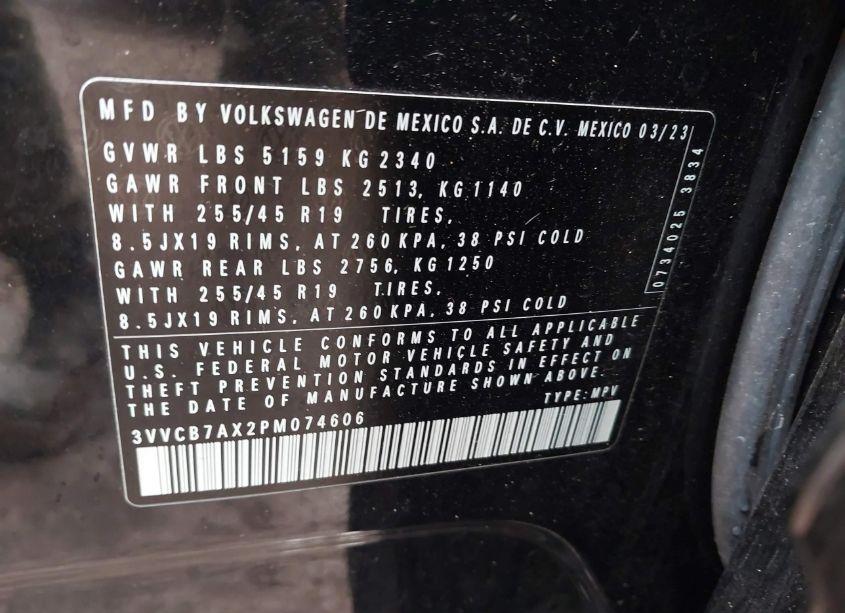 MFD BY VOLKSWAGEN DE MEXICO S.A. DE C.V. MEXICO 03/23
GVWR LBS 5159 KG 2340
GAWR FRONT LBS 2513, KG 1140
WITH 255/45 R19 TIRES,
8.5JX19 RIMS, AT 260 KPA, 38 PSI COLD
GAWR REAR LBS 2756, KG 1250
WITH 255/45 R19 TIRES,
8.5JX19 RIMS, AT 260 KPA, 38 PSI COLD
0734025 3834
THIS VEHICLE CONFORMS TO ALL APPLICABLE
U.S. FEDERAL MOTOR VEHICLE SAFETY AND
THEFT PREVENTION STANDARDS IN EFFECT ON
THE DATE OF MANUFACTURE SHOWN ABOVE.
TYPE: MPV
3VVCB7AX2PM074606